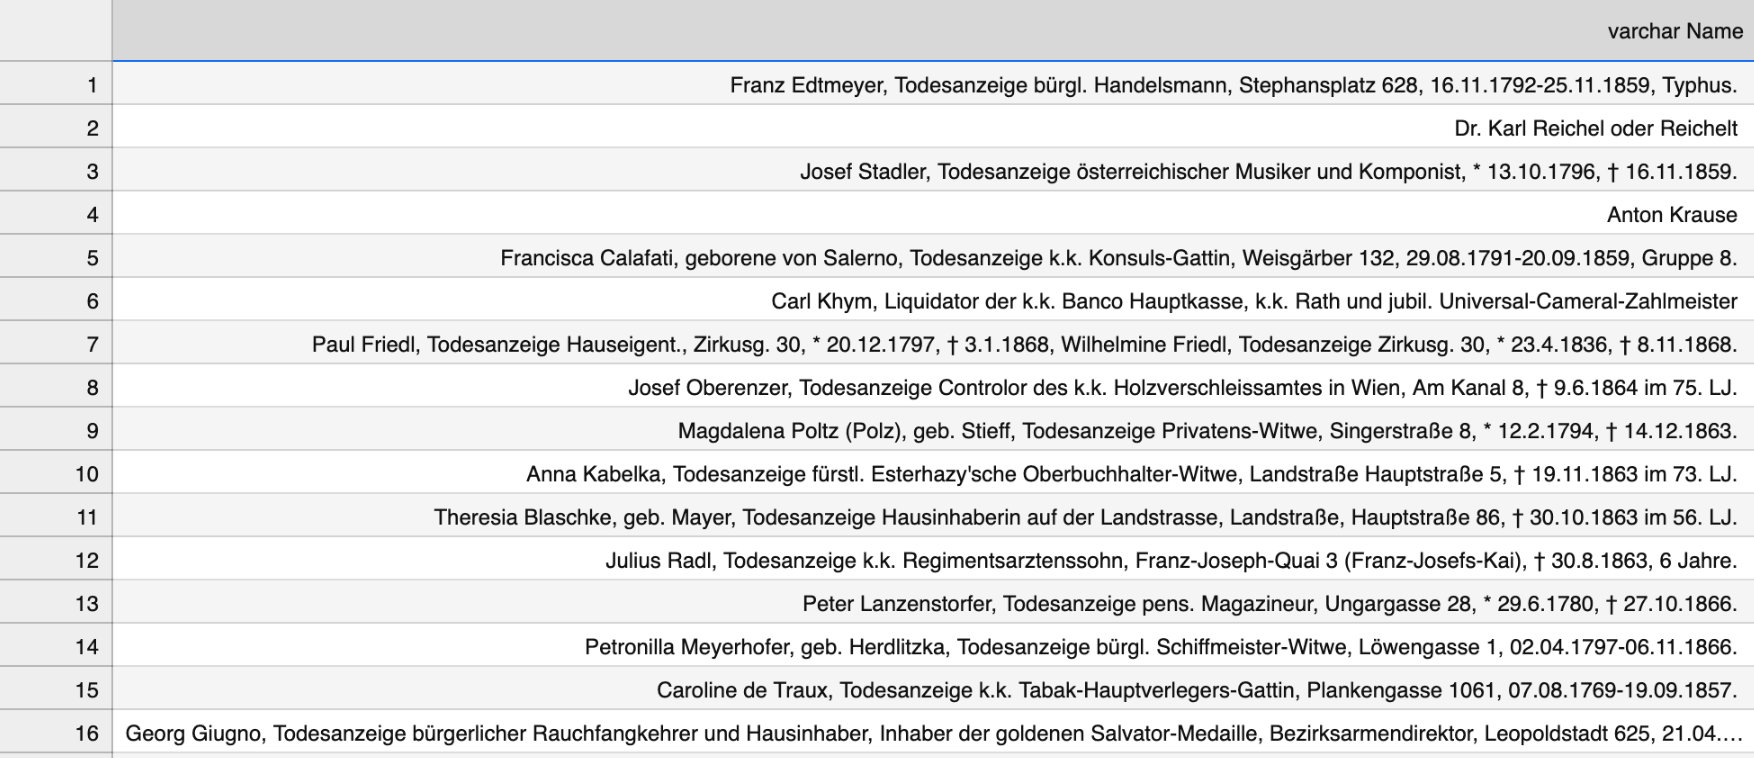 varchar Name
1 Franz Edtmeyer, Todesanzeige bürgl. Handelsmann, Stephansplatz 628, 16.11.1792-25.11.1859, Typhus.
2 Dr. Karl Reichel oder Reichelt
3 Josef Stadler, Todesanzeige österreichischer Musiker und Komponist, * 13.10.1796, † 16.11.1859.
4 Anton Krause
5 Francisca Calafati, geborene von Salerno, Todesanzeige k.k. Konsuls-Gattin, Weisgärber 132, 29.08.1791-20.09.1859, Gruppe 8.
6 Carl Khym, Liquidator der k.k. Banco Hauptkasse, k.k. Rath und jubil. Universal-Cameral-Zahlmeister
7 Paul Friedl, Todesanzeige Hauseigent., Zirkusg. 30, * 20.12.1797, † 3.1.1868, Wilhelmine Friedl, Todesanzeige Zirkusg. 30, * 23.4.1836, † 8.11.1868.
8 Josef Oberenzer, Todesanzeige Controlor des k.k. Holzverschleissamtes in Wien, Am Kanal 8, † 9.6.1864 im 75. LJ.
9 Magdalena Poltz (Polz), geb. Stieff, Todesanzeige Privatens-Witwe, Singerstraße 8, * 12.2.1794, † 14.12.1863.
10 Anna Kabelka, Todesanzeige fürstl. Esterhazy'sche Oberbuchhalter-Witwe, Landstraße Hauptstraße 5, † 19.11.1863 im 73. LJ.
11 Theresia Blaschke, geb. Mayer, Todesanzeige Hausinhaberin auf der Landstrasse, Landstraße, Hauptstraße 86, † 30.10.1863 im 56. LJ.
12 Julius Radl, Todesanzeige k.k. Regimentsarztenssohn, Franz-Joseph-Quai 3 (Franz-Josefs-Kai), † 30.8.1863, 6 Jahre.
13 Peter Lanzenstorfer, Todesanzeige pens. Magazineur, Ungargasse 28, * 29.6.1780, † 27.10.1866.
14 Petronilla Meyerhofer, geb. Herdlitzka, Todesanzeige bürgl. Schiffmeister-Witwe, Löwengasse 1, 02.04.1797-06.11.1866.
15 Caroline de Traux, Todesanzeige k.k. Tabak-Hauptverlegers-Gattin, Plankengasse 1061, 07.08.1769-19.09.1857.
16 Georg Giugno, Todesanzeige bürgerlicher Rauchfangkehrer und Hausinhaber, Inhaber der goldenen Salvator-Medaille, Bezirksarmendirektor, Leopoldstadt 625, 21.04.…